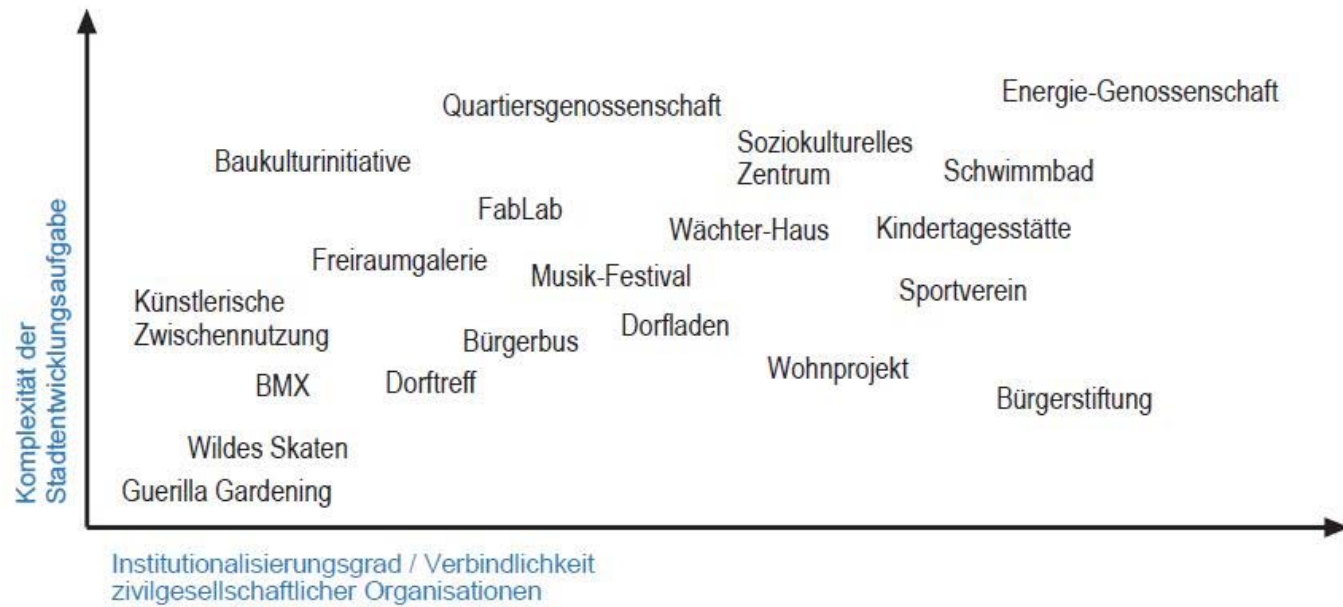 Energie-Genossenschaft
Quartiersgenossenschaft
Soziokulturelles
Zentrum
Baukulturinitiative
Schwimmbad
FabLab
Wächter-Haus
Kindertagesstätte
Freiraumgalerie
Musik-Festival
Sportverein
Künstlerische
Zwischennutzung
Dorfladen
Bürgerbus
Wohnprojekt
BMX
Dorftreff
Bürgerstiftung
Wildes Skaten
Guerilla Gardening
Komplexität der
Stadtentwicklungsaufgabe
Institutionalisierungsgrad / Verbindlichkeit
zivilgesellschaftlicher Organisationen